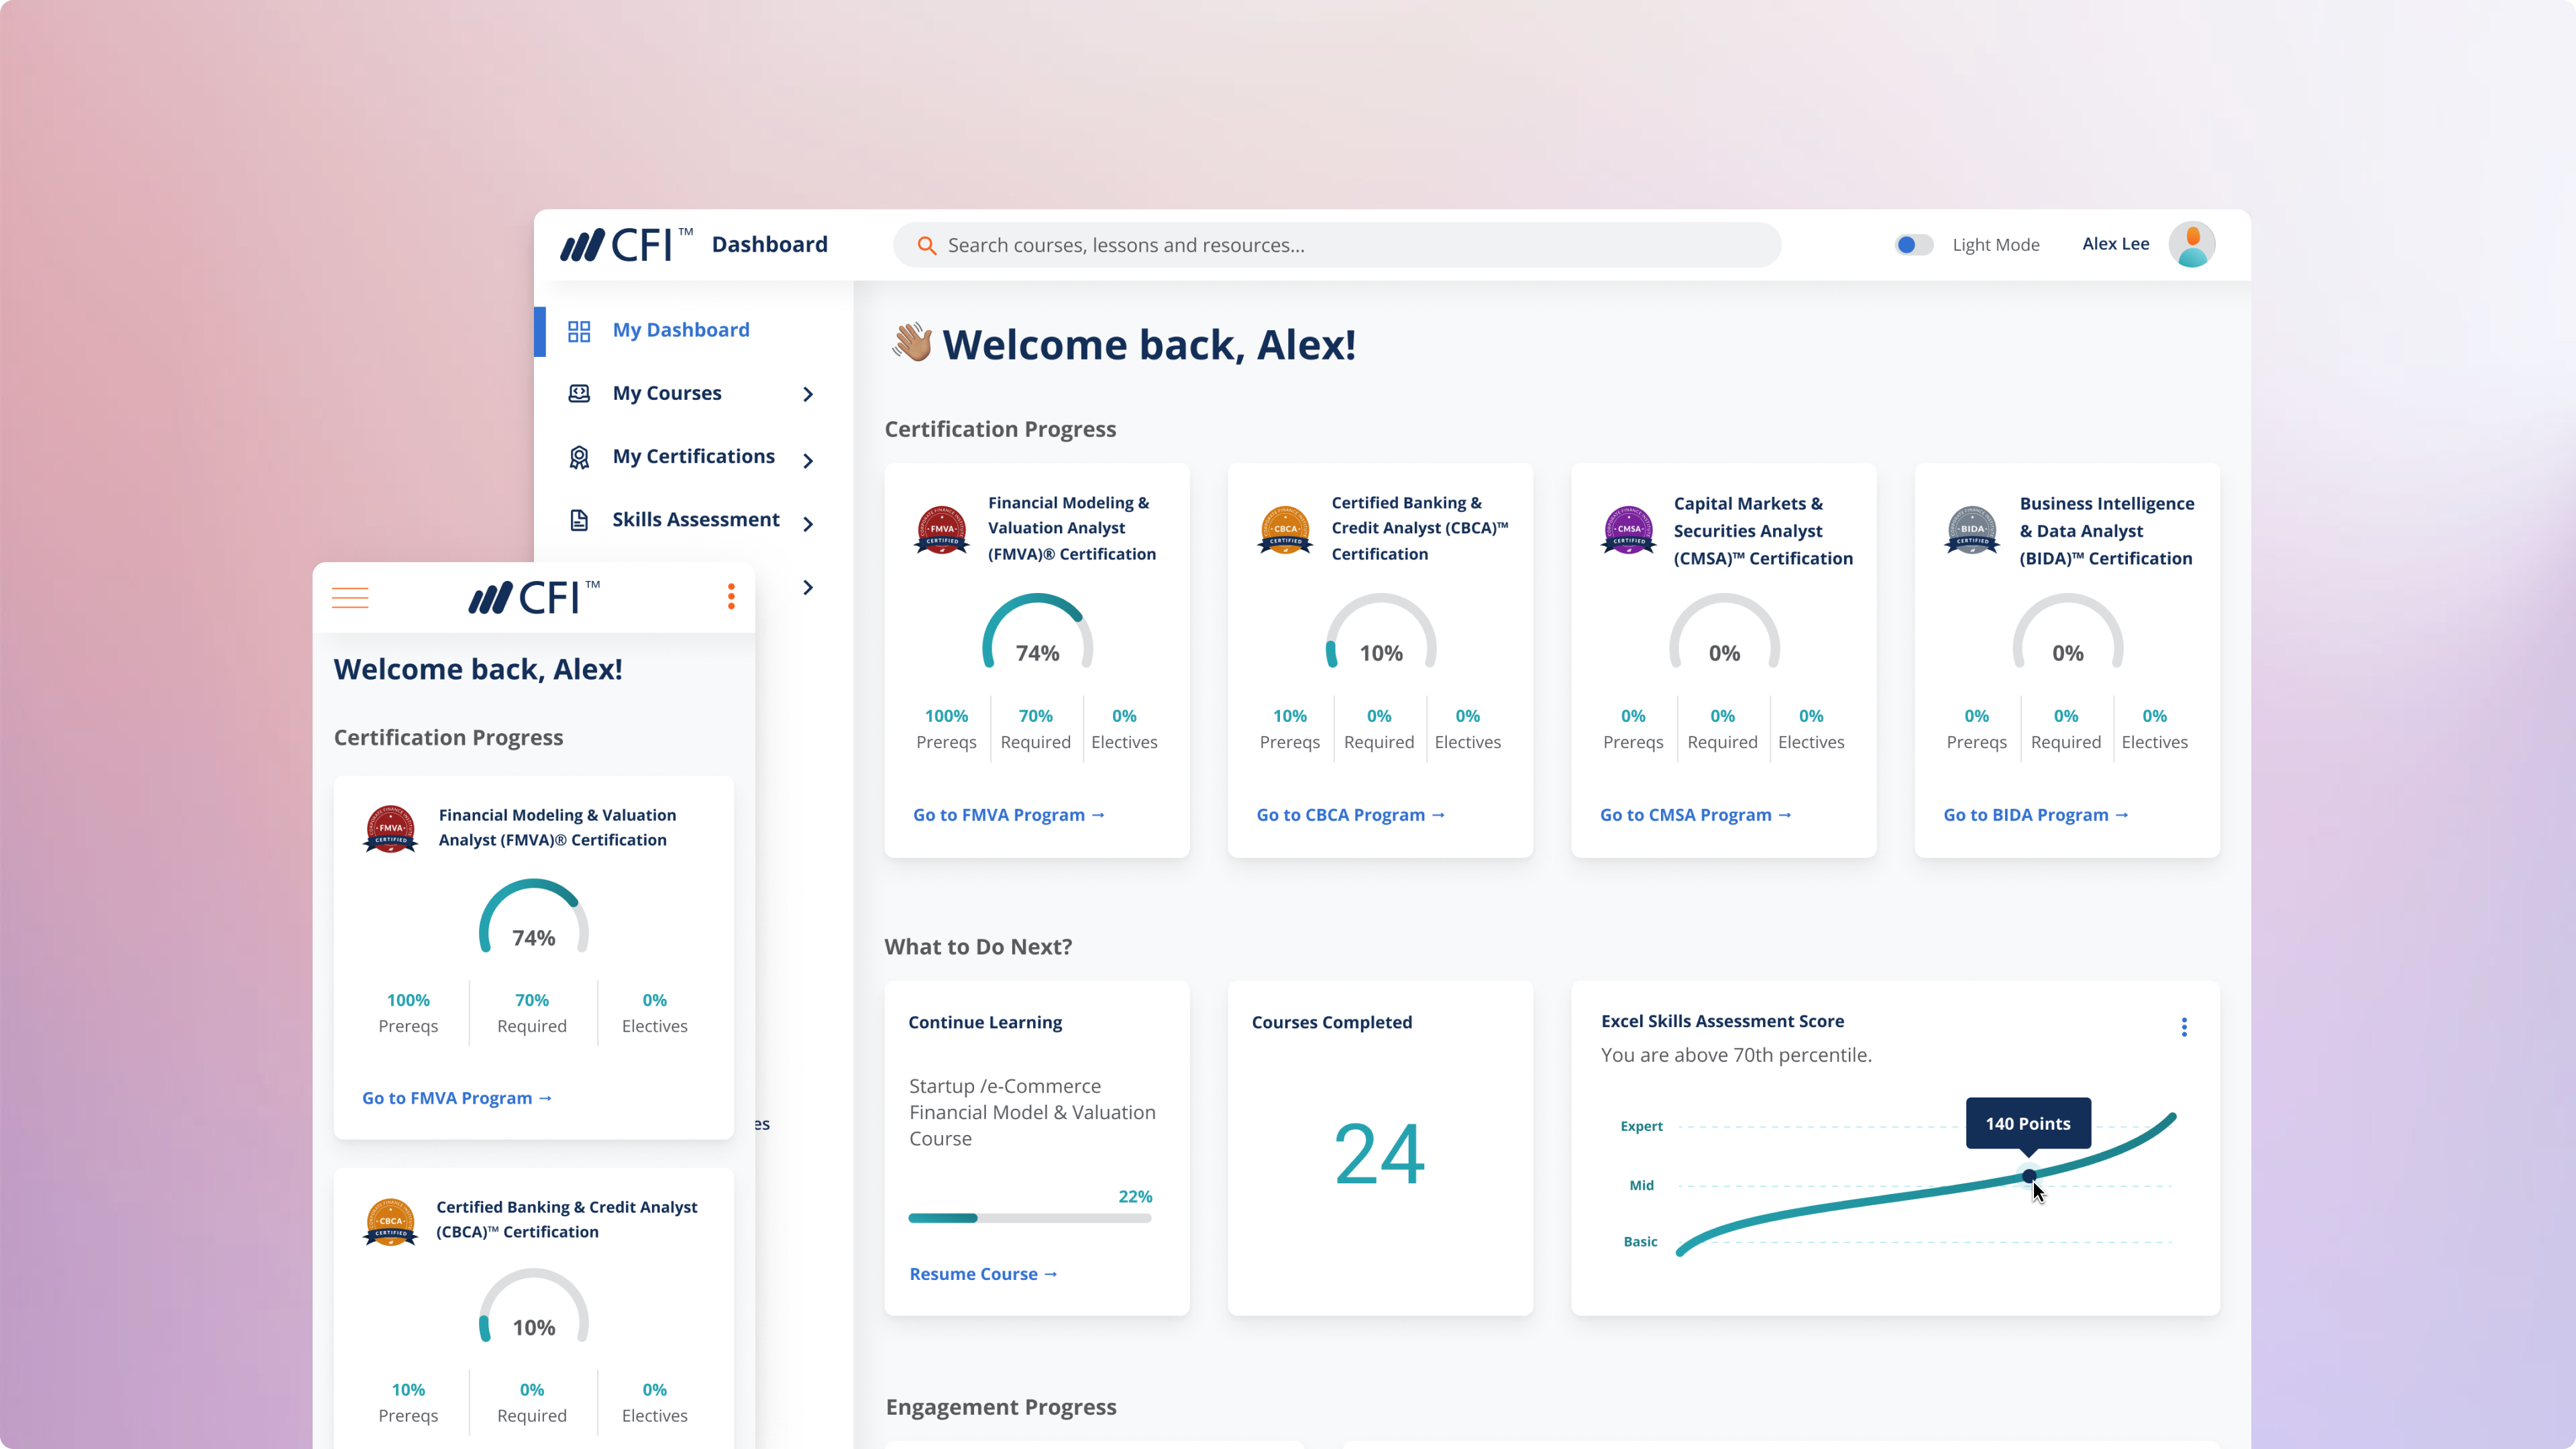 CFI™ Dashboard
Search courses, lessons and resources...
Light Mode
Alex Lee
My Dashboard
My Courses
My Certifications
Skills Assessment
es
👋🏽 Welcome back, Alex!
Certification Progress
FMVA
CERTIFIED
Financial Modeling &
Valuation Analyst
(FMVA)® Certification
74%
100%
Prereqs
70%
Required
0%
Electives
Go to FMVA Program →
CBCA
CERTIFIED
Certified Banking &
Credit Analyst (CBCA)™
Certification
10%
10%
Prereqs
0%
Required
0%
Electives
Go to CBCA Program →
CMSA
CERTIFIED
Capital Markets &
Securities Analyst
(CMSA)™ Certification
0%
0%
Prereqs
0%
Required
0%
Electives
Go to CMSA Program →
BIDA
CERTIFIED
Business Intelligence
& Data Analyst
(BIDA)™ Certification
0%
0%
Prereqs
0%
Required
0%
Electives
Go to BIDA Program →
What to Do Next?
Continue Learning
Startup /e-Commerce
Financial Model & Valuation
Course
22%
Resume Course →
Courses Completed
24
Excel Skills Assessment Score
You are above 70th percentile.
140 Points
Expert
Mid
Basic
Engagement Progress
CFI™
Welcome back, Alex!
Certification Progress
FMVA
CERTIFIED
Financial Modeling & Valuation
Analyst (FMVA)® Certification
74%
100%
Prereqs
70%
Required
0%
Electives
Go to FMVA Program →
CBCA
CERTIFIED
Certified Banking & Credit Analyst
(CBCA)™ Certification
10%
10%
Prereqs
0%
Required
0%
Electives